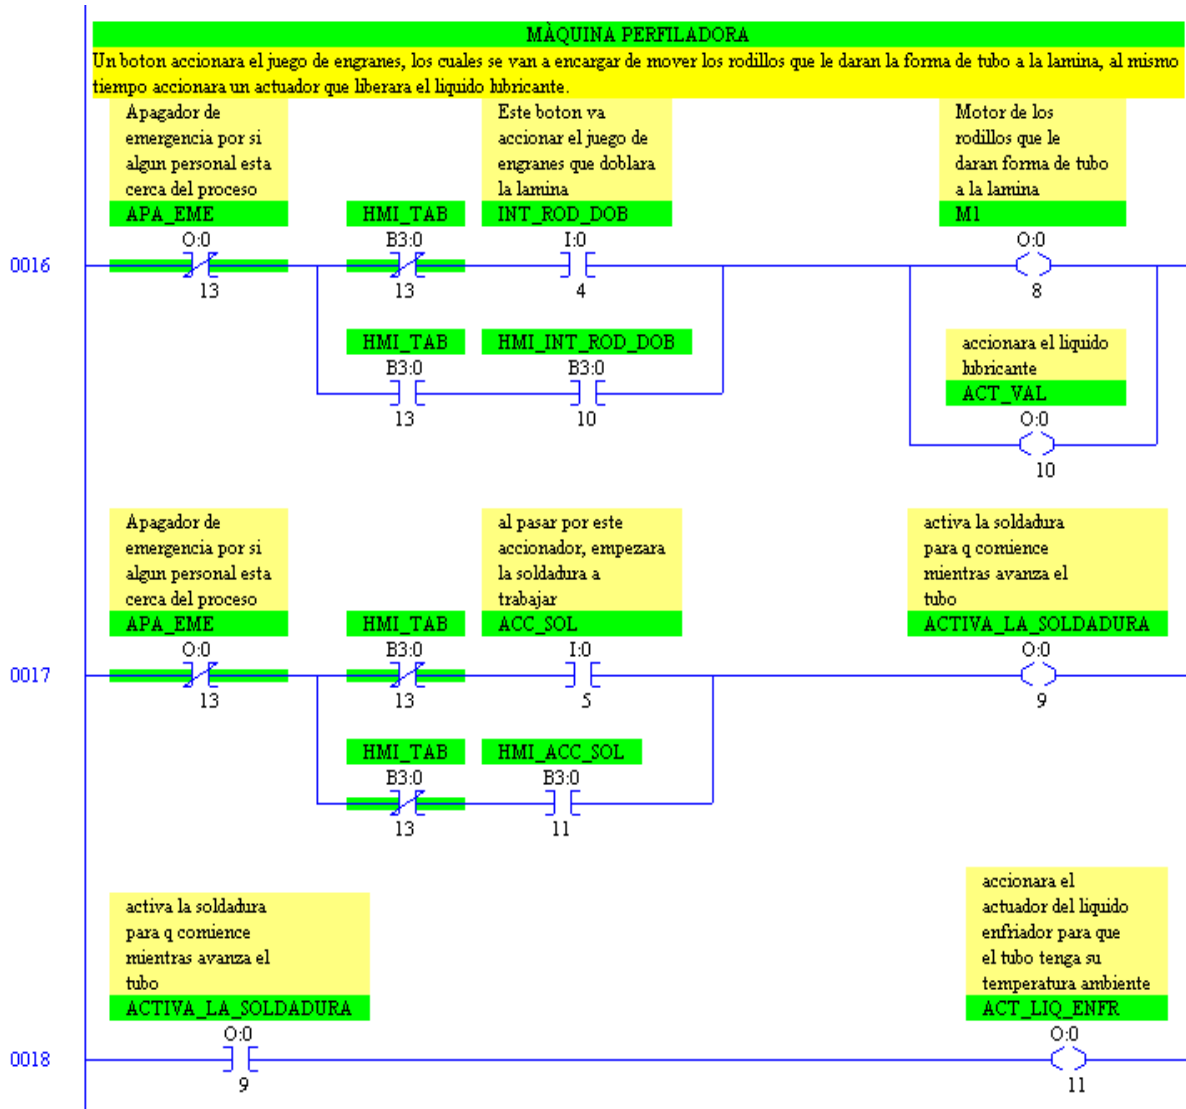 MÀQUINA PERFILADORA
Un boton accionara el juego de engranes, los cuales se van a encargar de mover los rodillos que le daran la forma de tubo a la lamina, al mismo
tiempo accionara un actuador que liberara el liquido lubricante.
Apagador de
emergencia por si
algun personal esta
cerca del proceso
APA_EME
O:0
13
HMI_TAB
B3:0
13
Este boton va
accionar el juego de
engranes que doblara
la lamina
INT_ROD_DOB
I:0
4
Motor de los
rodillos que le
daran forma de tubo
a la lamina
M1
O:0
8
0016
HMI_TAB
B3:0
13
HMI_INT_ROD_DOB
B3:0
10
accionara el liquido
lubricante
ACT_VAL
O:0
10
Apagador de
emergencia por si
algun personal esta
cerca del proceso
APA_EME
O:0
13
HMI_TAB
B3:0
13
al pasar por este
accionador, empezara
la soldadura a
trabajar
ACC_SOL
I:0
5
activa la soldadura
para q comience
mientras avanza el
tubo
ACTIVA_LA_SOLDADURA
O:0
9
0017
HMI_TAB
B3:0
13
HMI_ACC_SOL
B3:0
11
activa la soldadura
para q comience
mientras avanza el
tubo
ACTIVA_LA_SOLDADURA
O:0
9
accionara el
actuador del liquido
enfriador para que
el tubo tenga su
temperatura ambiente
ACT_LIQ_ENFR
O:0
11
0018